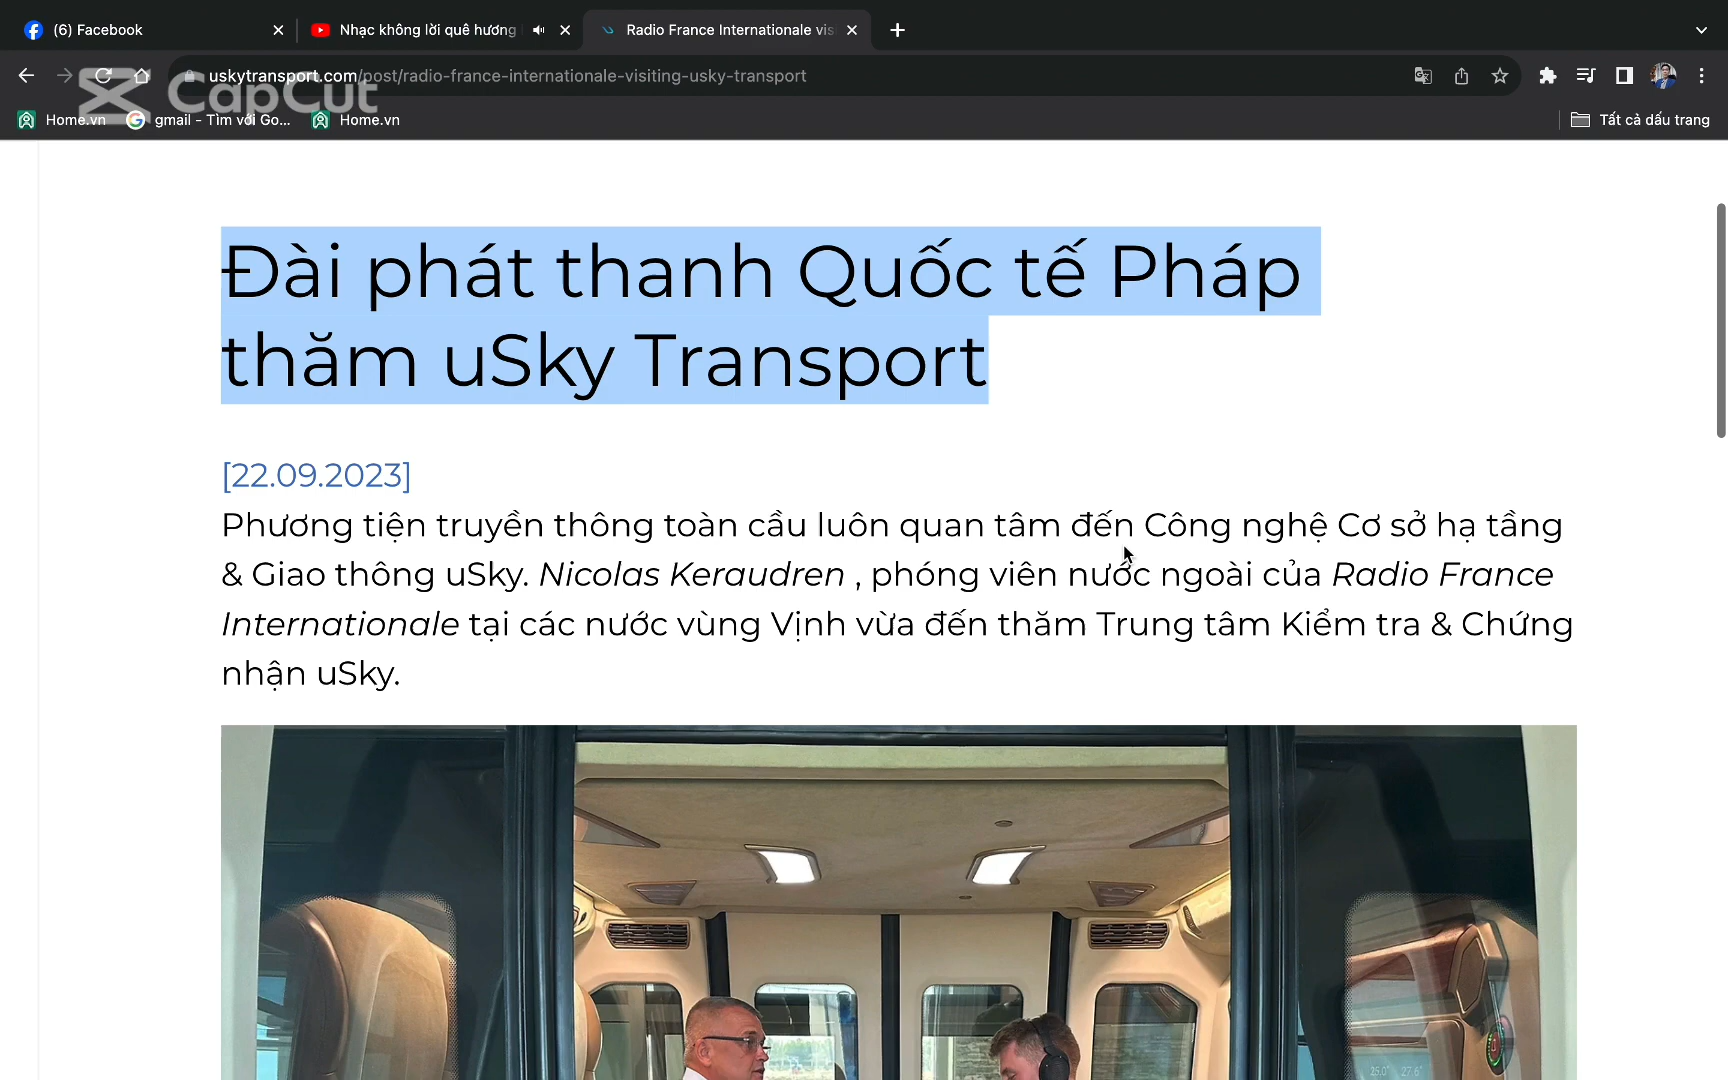 (6) Facebook
Nhạc không lời quê hương
Radio France Internationale vis
uskytransport.com/post/radio-france-internationale-visiting-usky-transport
CapCut
Home.vn
gmail - Tìm với Go...
Home.vn
Tất cả dấu trang
Đài phát thanh Quốc tế Pháp
thăm uSky Transport
[22.09.2023]
Phương tiện truyền thông toàn cầu luôn quan tâm đến Công nghệ Cơ sở hạ tầng
& Giao thông uSky. Nicolas Keraudren , phóng viên nước ngoài của Radio France
Internationale tại các nước vùng Vịnh vừa đến thăm Trung tâm Kiểm tra & Chứng
nhận uSky.
25.0° 27.6°